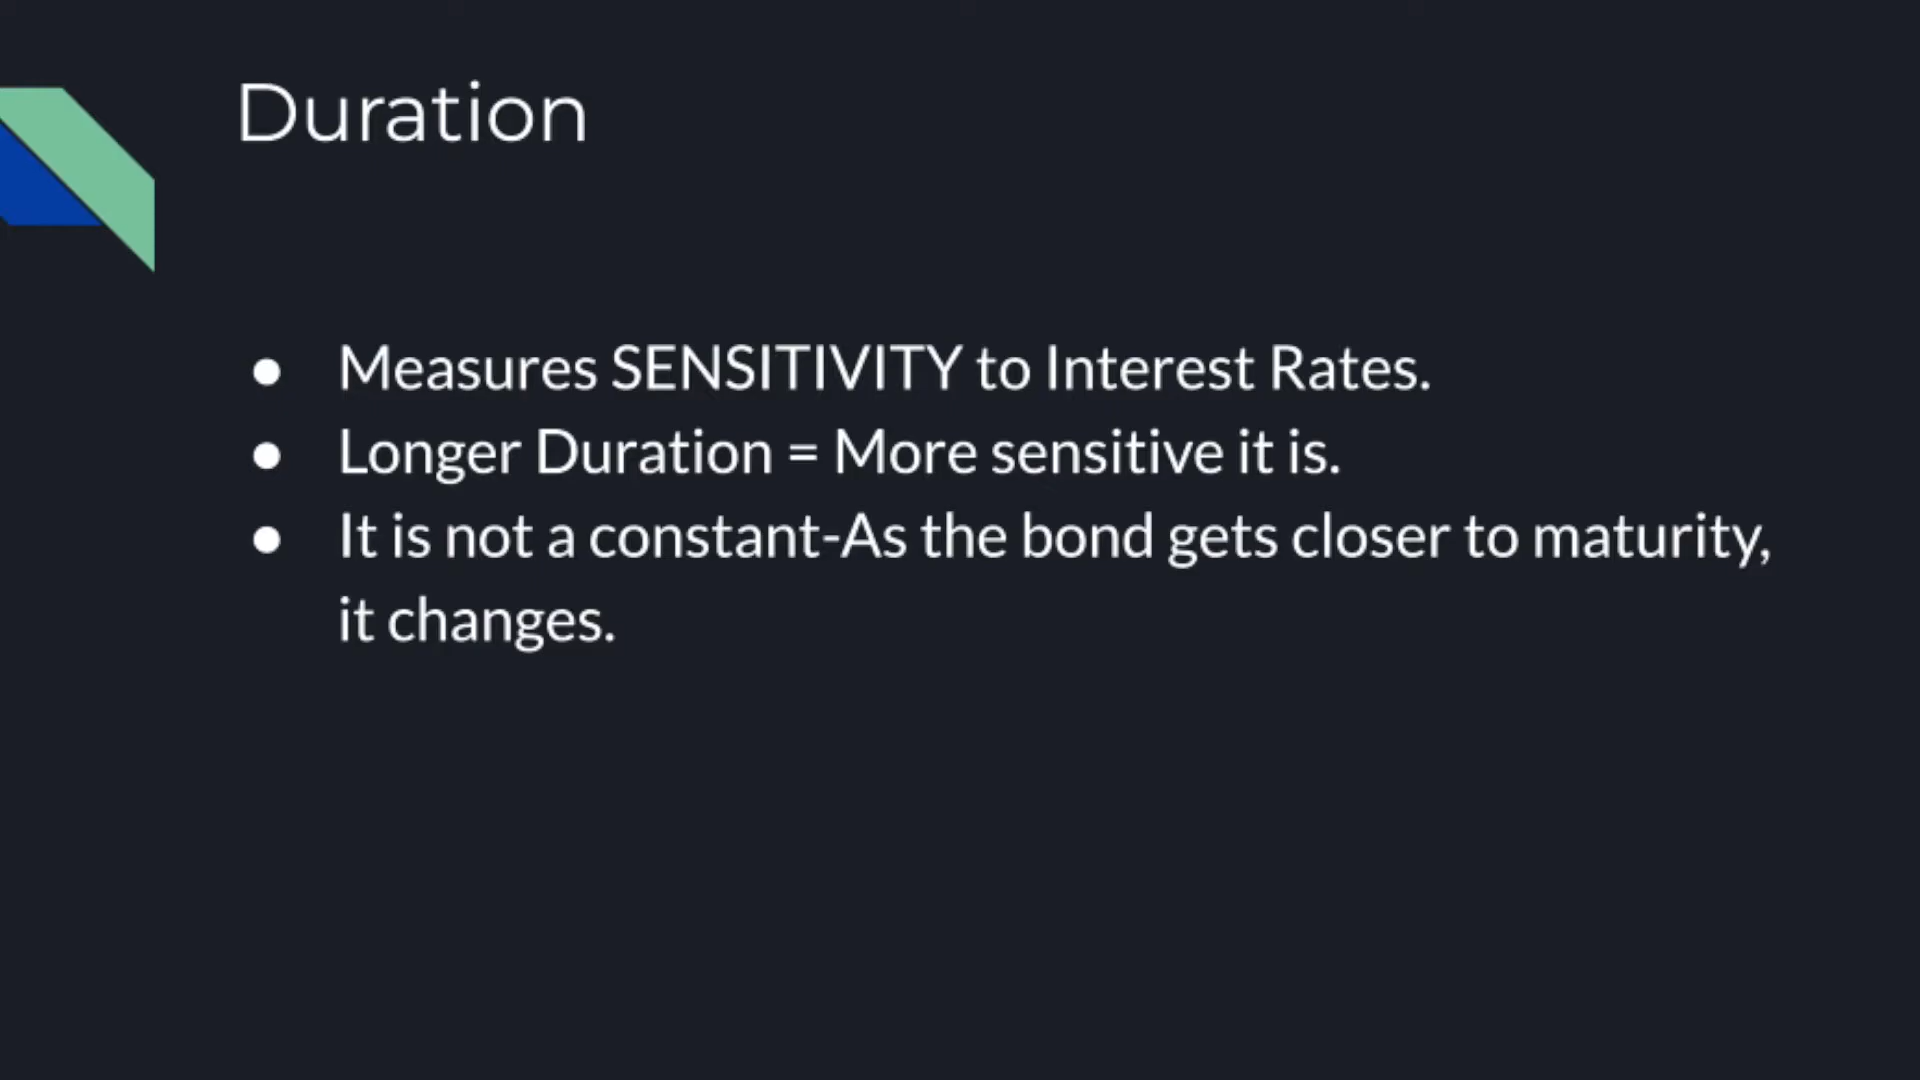 Duration
● Measures SENSITIVITY to Interest Rates.
● Longer Duration = More sensitive it is.
● It is not a constant-As the bond gets closer to maturity,
it changes.